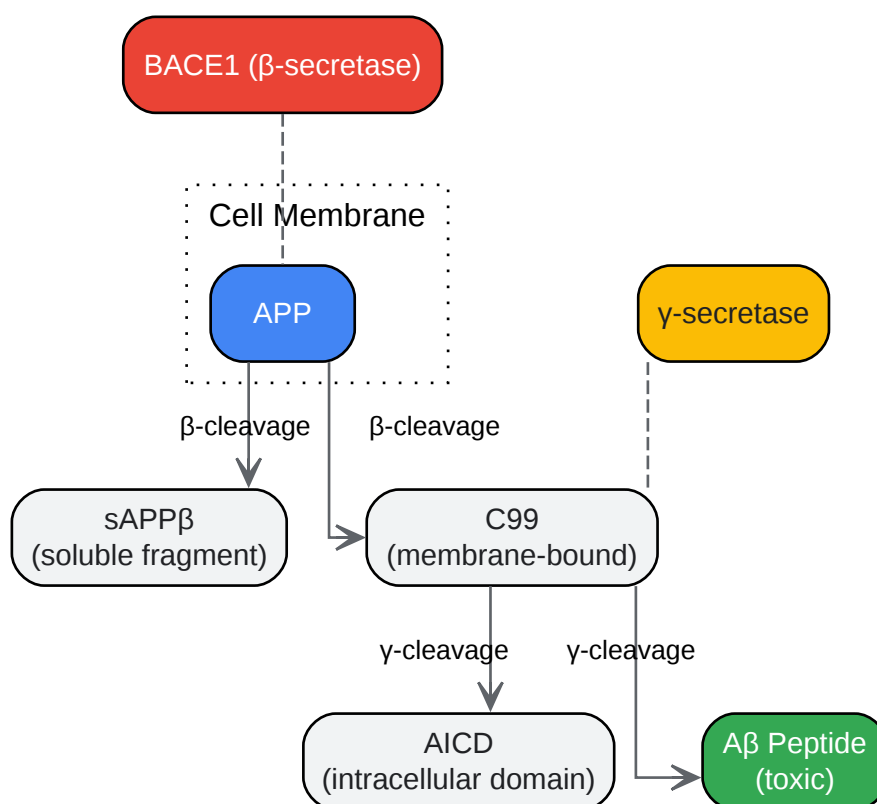 BACE1 (β-secretase)
Cell Membrane
APP
γ-secretase
β-cleavage
β-cleavage
sAPPβ
(soluble fragment)
C99
(membrane-bound)
γ-cleavage
γ-cleavage
AICD
(intracellular domain)
Aβ Peptide
(toxic)